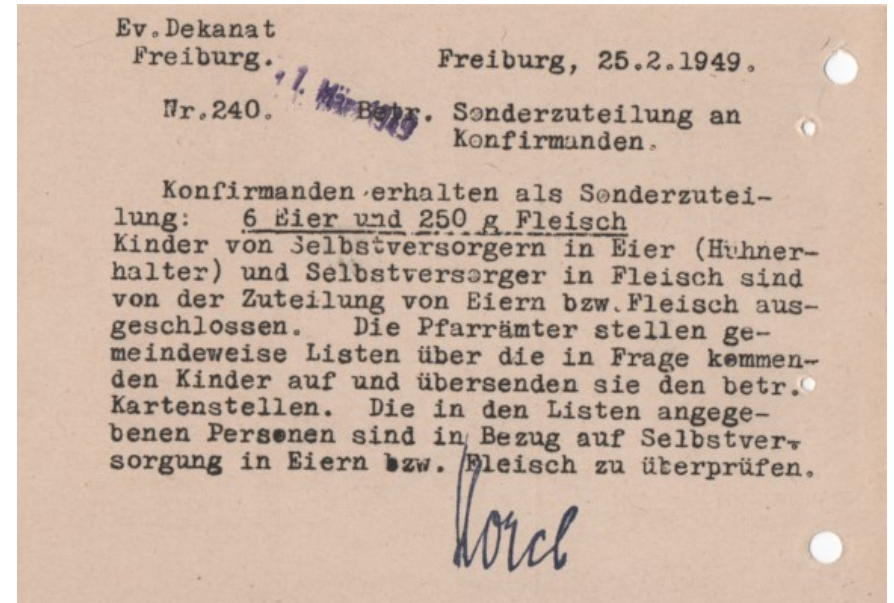 Ev.Dekanat
Freiburg.
Freiburg, 25.2.1949.
1. März 1949
Nr.240. Betr. Sonderzuteilung an
Konfirmanden.
Konfirmanden erhalten als Sonderzutei-
lung: 6 Eier und 250 g Fleisch
Kinder von Selbstversorgern in Eier (Hühner-
halter) und Selbstversorger in Fleisch sind
von der Zuteilung von Eiern bzw.Fleisch aus-
geschlossen. Die Pfarrämter stellen ge-
meindeweise Listen über die in Frage kommen-
den Kinder auf und übersenden sie den betr.
Kartenstellen. Die in den Listen angege-
benen Personen sind in Bezug auf Selbstver-
sorgung in Eiern bzw. Fleisch zu überprüfen.